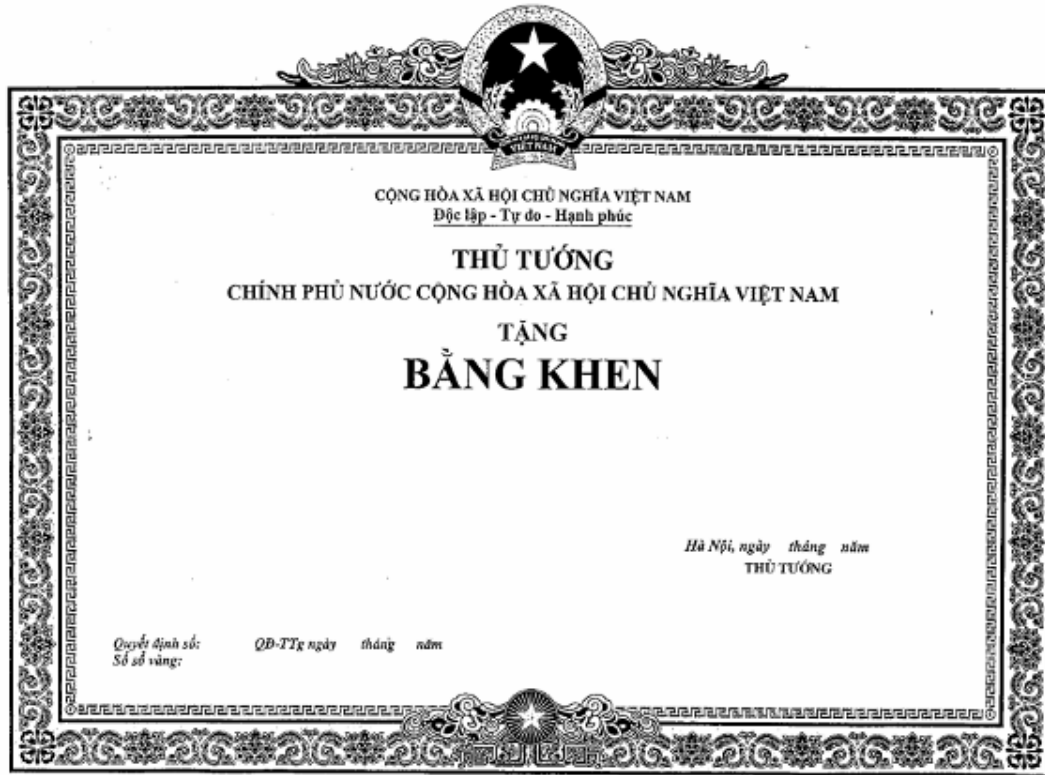 VIỆT NAM
CỘNG HÒA XÃ HỘI CHỦ NGHĨA VIỆT NAM
Độc lập - Tự do - Hạnh phúc
THỦ TƯỚNG
CHÍNH PHỦ NƯỚC CỘNG HÒA XÃ HỘI CHỦ NGHĨA VIỆT NAM
TẶNG
BẰNG KHEN
Hà Nội, ngày tháng năm
THỦ TƯỚNG
Quyết định số: QĐ-TTg ngày tháng năm
Số sổ vàng: